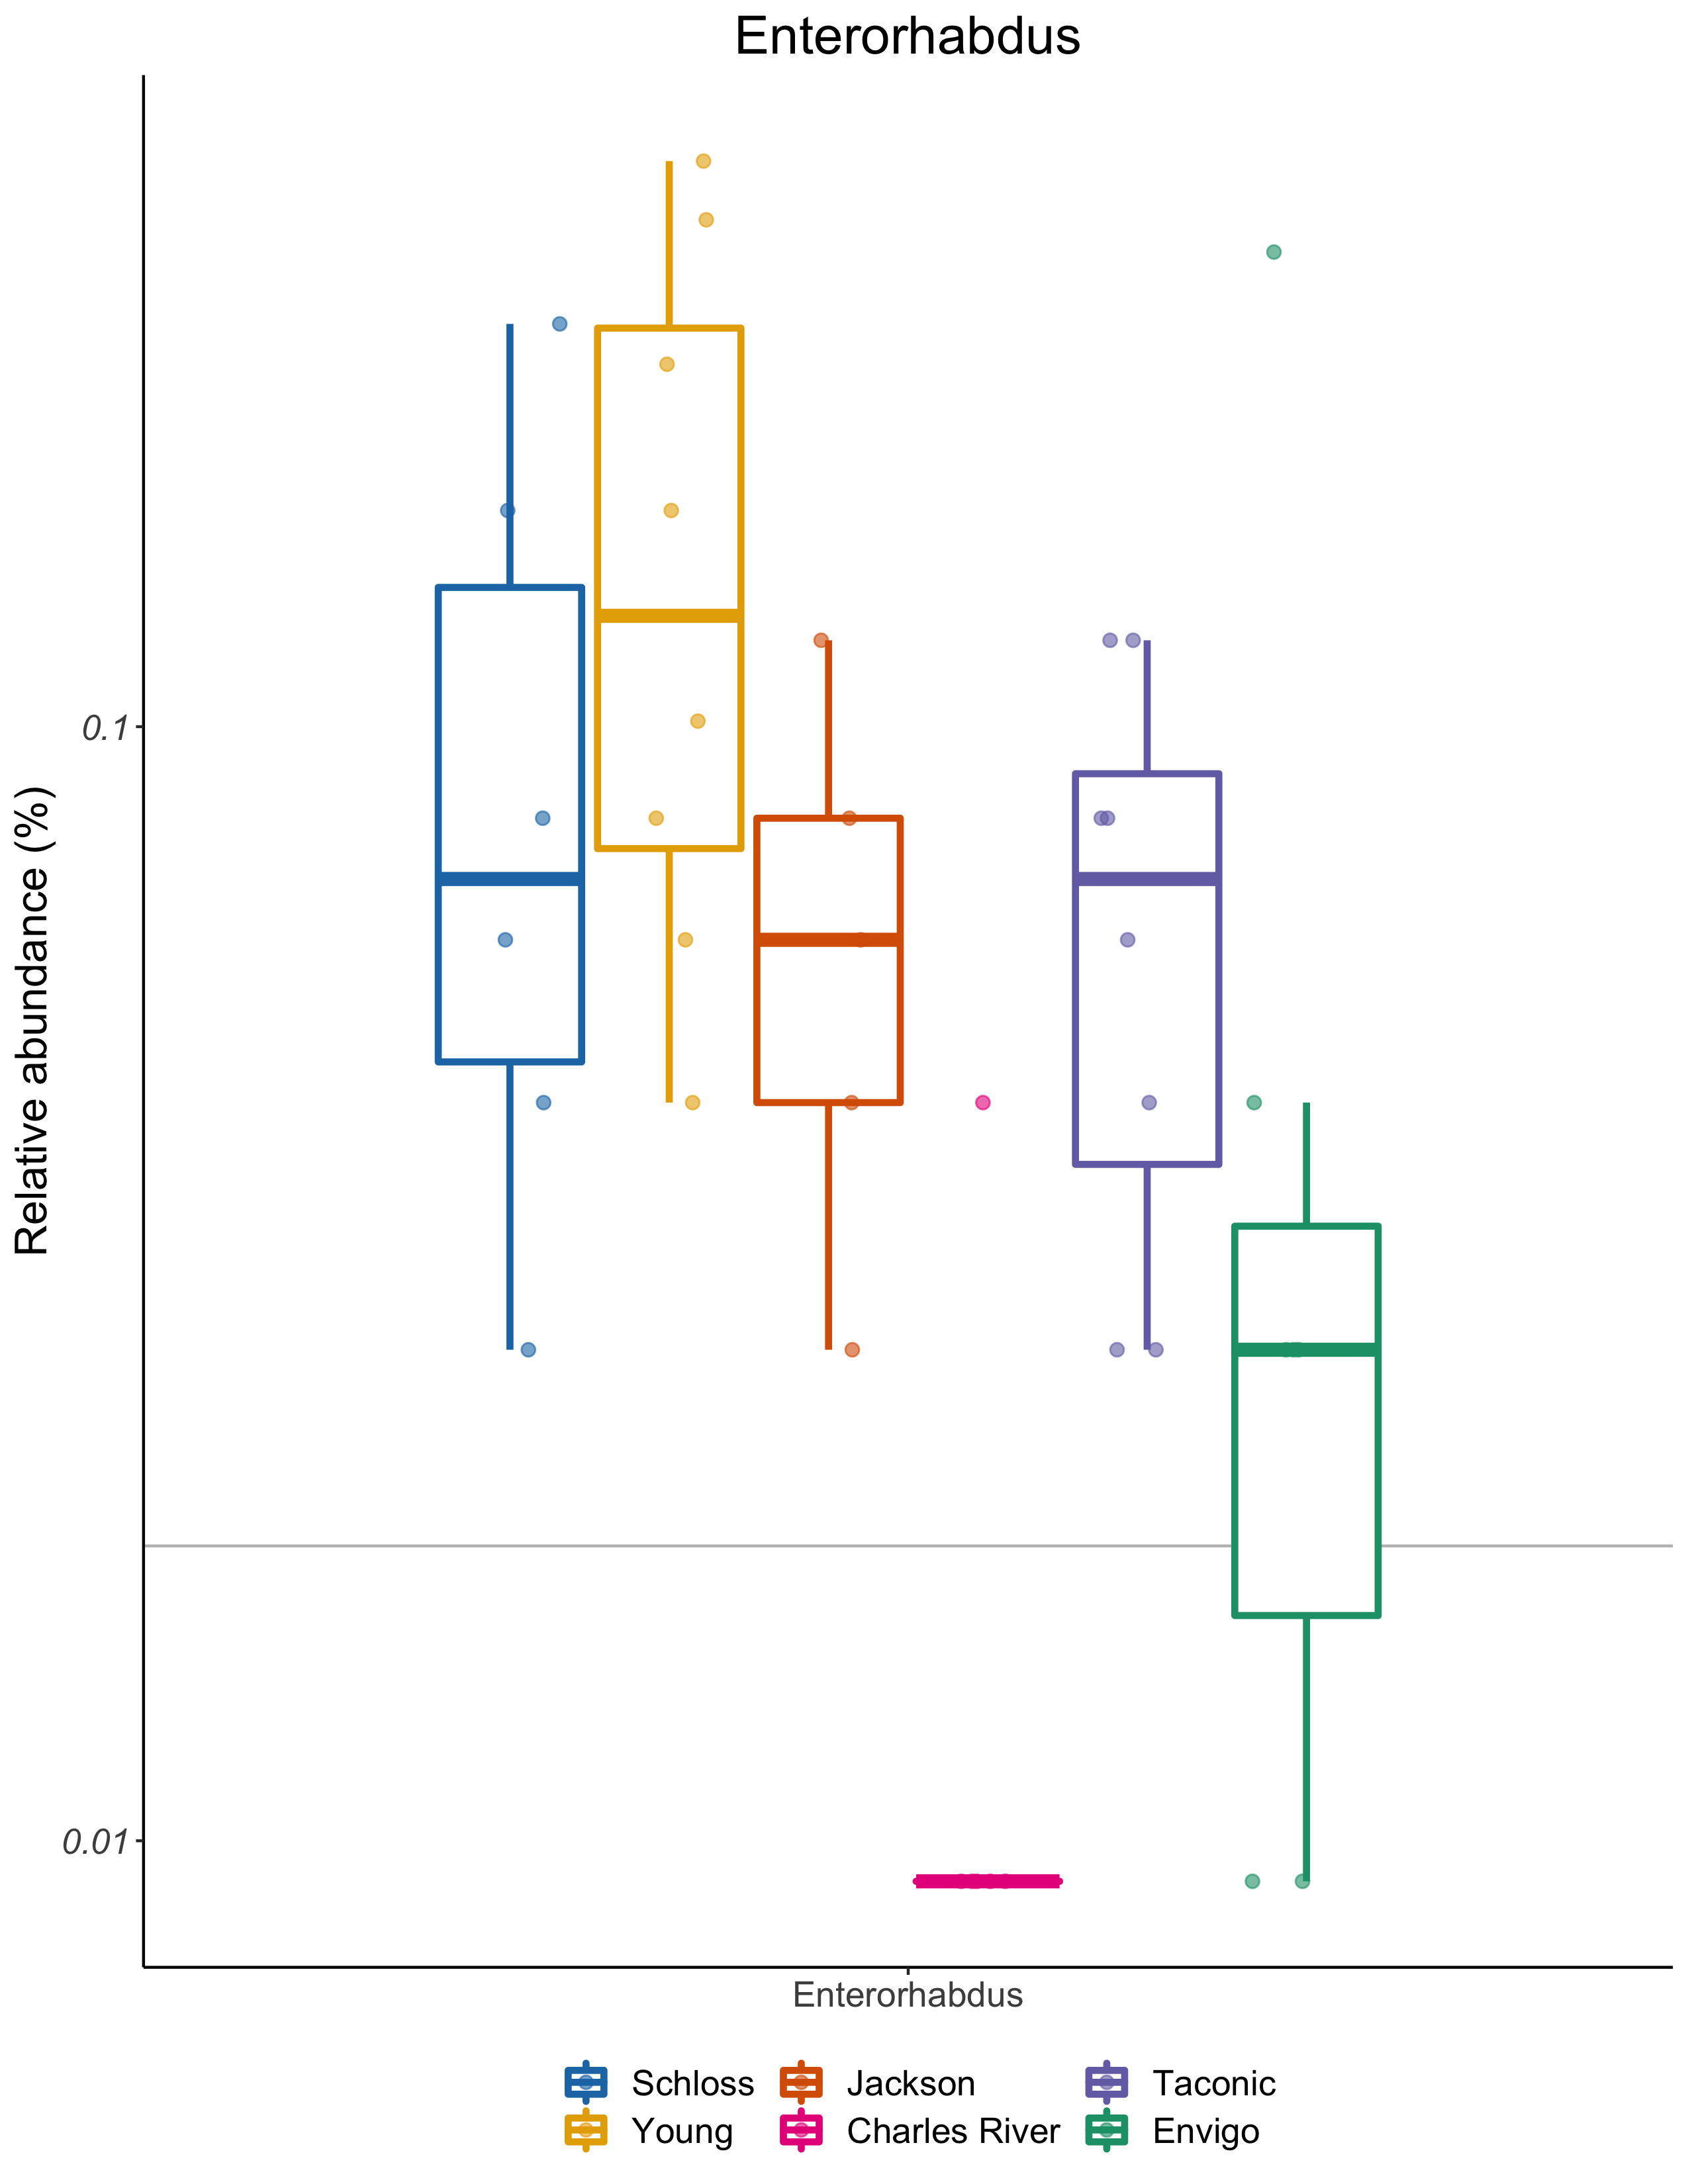 Enterorhabdus
Relative abundance (%)
0.1
0.01
Enterorhabdus
Schloss
Jackson
Taconic
Young
Charles River
Envigo